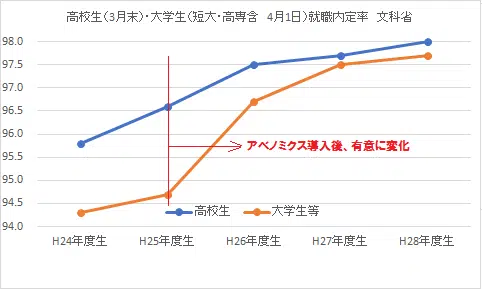 高校生(3月末)・大学生(短大・高専含　4月1日)就職内定率　文科省
98.0
97.5
97.0
96.5
96.0
95.5
95.0
94.5
94.0
アベノミクス導入後、有意に変化
高校生 大学生等
H24年度生 H25年度生 H26年度生 H27年度生 H28年度生